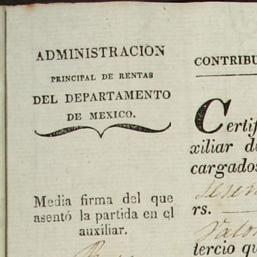 ADMINISTRACION
PRINCIPAL DE RENTAS
DEL DEPARTAMENTO
DE MEXICO.
Media firma del que
asentó la partida en el
auxiliar.
CONTRIBU
Certif
xiliar d
cargados
rs.
tercio qu